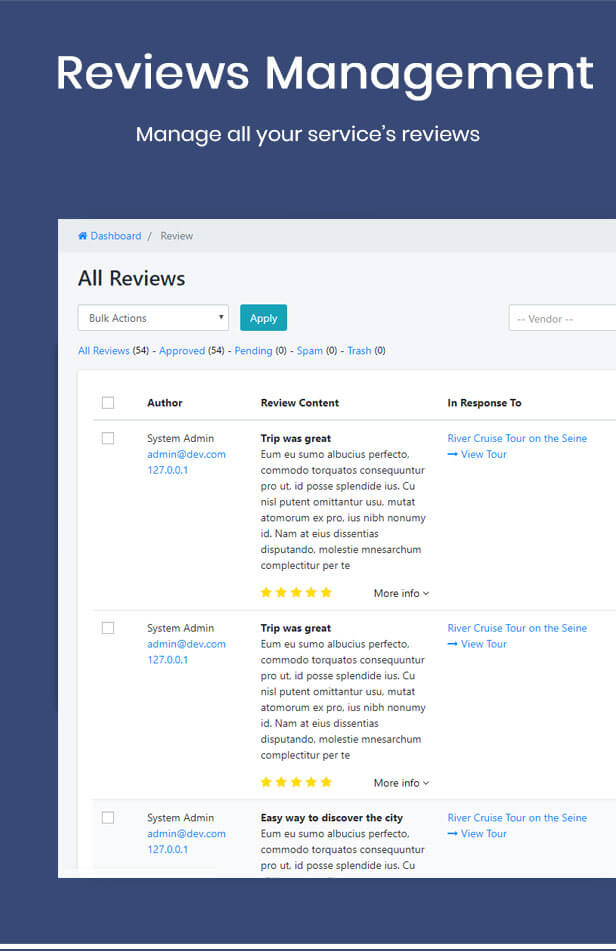 Reviews Management
Manage all your service's reviews
Dashboard / Review
All Reviews
Bulk Actions Apply -- Vendor --
All Reviews (54) - Approved (54) - Pending (0) - Spam (0) - Trash (0)
Author Review Content In Response To
System Admin Trip was great River Cruise Tour on the Seine
admin@dev.com Eum eu sumo albucius perfecto, View Tour
127.0.0.1 commodo torquatos consequuntur
pro ut, id posse splendide ius. Cu
nisl putent omittantur usu, mutat
atomorum ex pro, ius nibh nonumy
id. Nam at eius dissentias
disputando, molestie mnesarchum
complectitur per te
More info
System Admin Trip was great River Cruise Tour on the Seine
admin@dev.com Eum eu sumo albucius perfecto, View Tour
127.0.0.1 commodo torquatos consequuntur
pro ut, id posse splendide ius. Cu
nisl putent omittantur usu, mutat
atomorum ex pro, ius nibh nonumy
id. Nam at eius dissentias
disputando, molestie mnesarchum
complectitur per te
More info
System Admin Easy way to discover the city River Cruise Tour on the Seine
admin@dev.com Eum eu sumo albucius perfecto, View Tour
127.0.0.1 commodo torquatos consequuntur
pro ut, id posse splendide ius. Cu